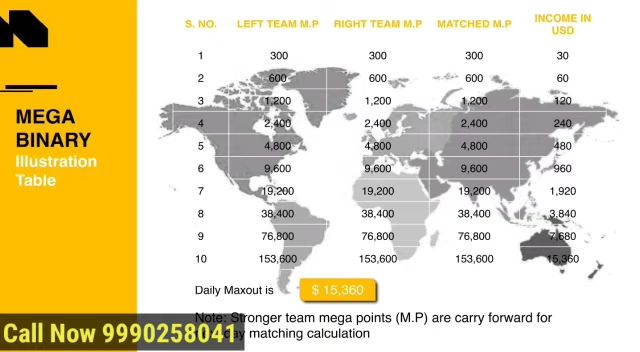 MEGA
BINARY
Illustration
Table
S. NO. LEFT TEAM M.P RIGHT TEAM M.P MATCHED M.P INCOME IN USD
1 300 300 300 30
2 600 600 600 60
3 1,200 1,200 1,200 120
4 2,400 2,400 2,400 240
5 4,800 4,800 4,800 480
6 9,600 9,600 9,600 960
7 19,200 19,200 19,200 1,920
8 38,400 38,400 38,400 3,840
9 76,800 76,800 76,800 7,680
10 153,600 153,600 153,600 15,360
Daily Maxout is $ 15,360
Note: Stronger team mega points (M.P) are carry forward for
matching calculation
Call Now 9990258041